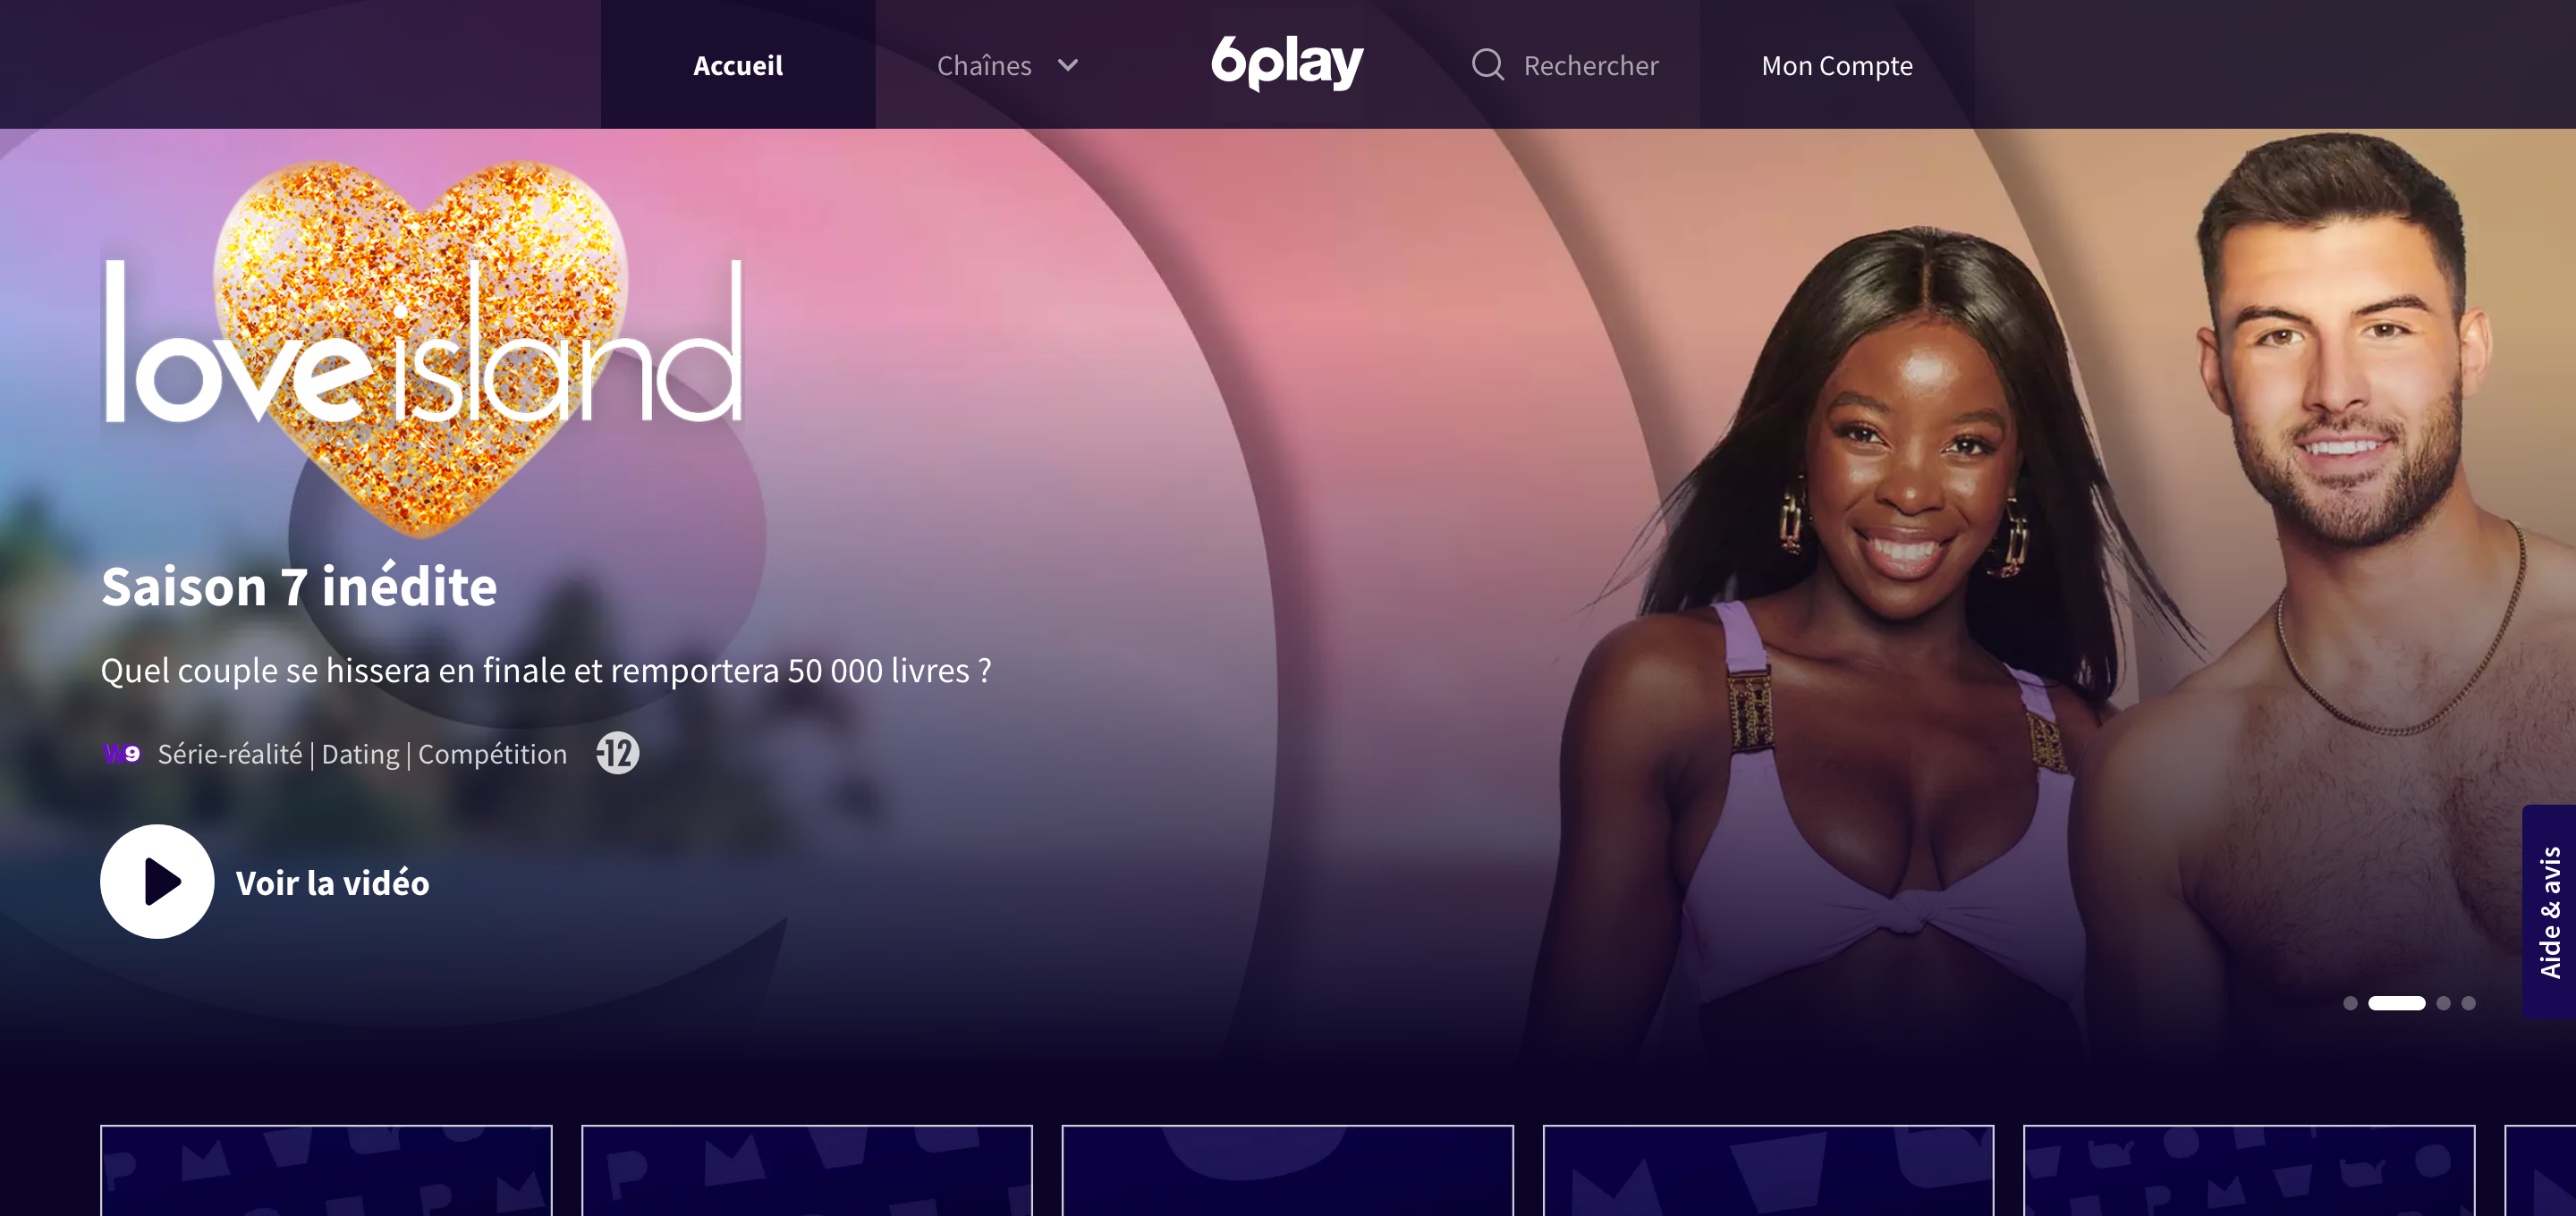 Accueil
Chaînes
6play
Rechercher
Mon Compte
love island
Saison 7 inédite
Quel couple se hissera en finale et remportera 50 000 livres ?
W9 Série-réalité | Dating | Compétition -12
Voir la vidéo
Aide & avis